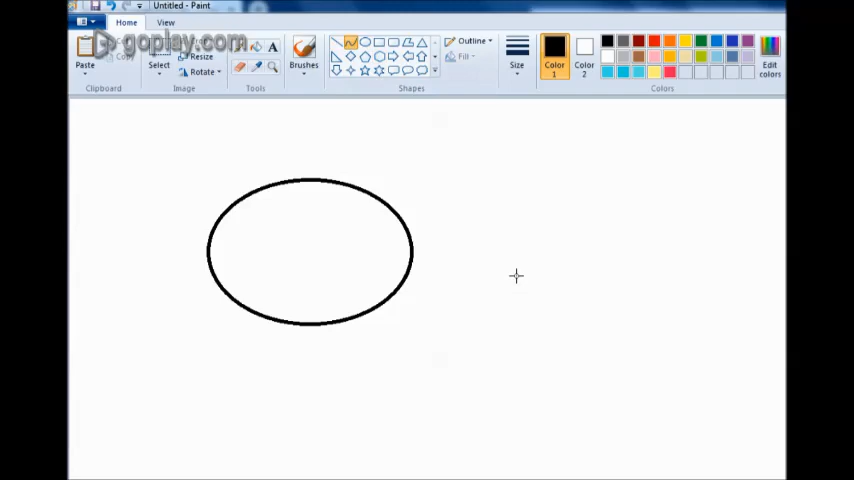 Untitled - Paint
Home View
goplay.com
Paste
Select
Resize
Rotate
Brushes
Outline
Fill
Size
Color 1
Color 2
Edit colors
Clipboard
Image
Tools
Shapes
Colors